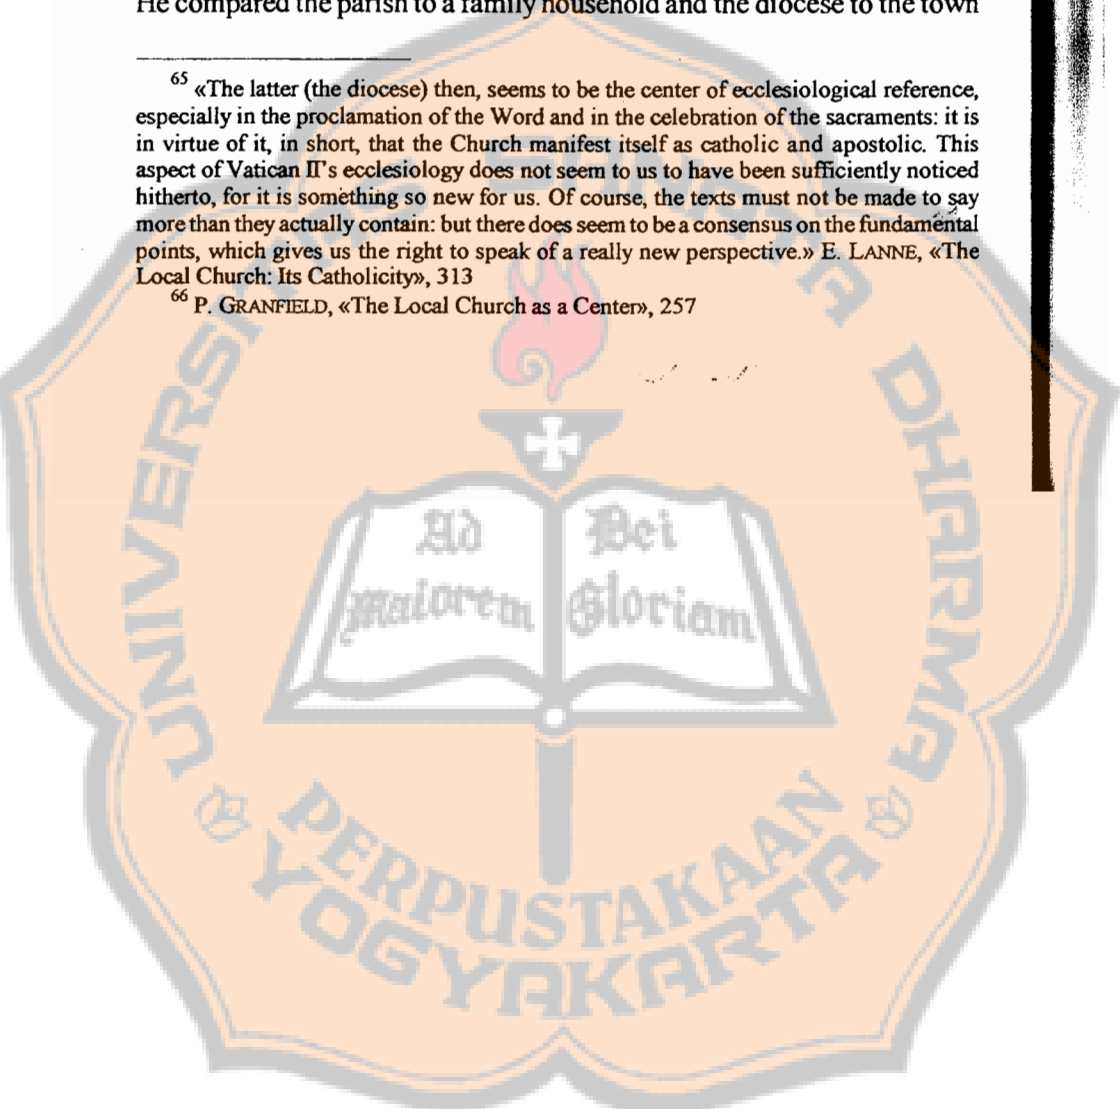 He compared the parish to a family household and the diocese to the town
65 «The latter (the diocese) then, seems to be the center of ecclesiological reference,
especially in the proclamation of the Word and in the celebration of the sacraments: it is
in virtue of it, in short, that the Church manifest itself as catholic and apostolic. This
aspect of Vatican II's ecclesiology does not seem to us to have been sufficiently noticed
hitherto, for it is something so new for us. Of course, the texts must not be made to say
more than they actually contain: but there does seem to be a consensus on the fundamental
points, which gives us the right to speak of a really new perspective.» E. LANNE, «The
Local Church: Its Catholicity», 313
66 P. GRANFIELD, «The Local Church as a Center», 257
UNIVERSITAS SANATA DHARMA
Ad Dei
maiorem Gloriam
PERPUSTAKAAN
YOGYAKARTA